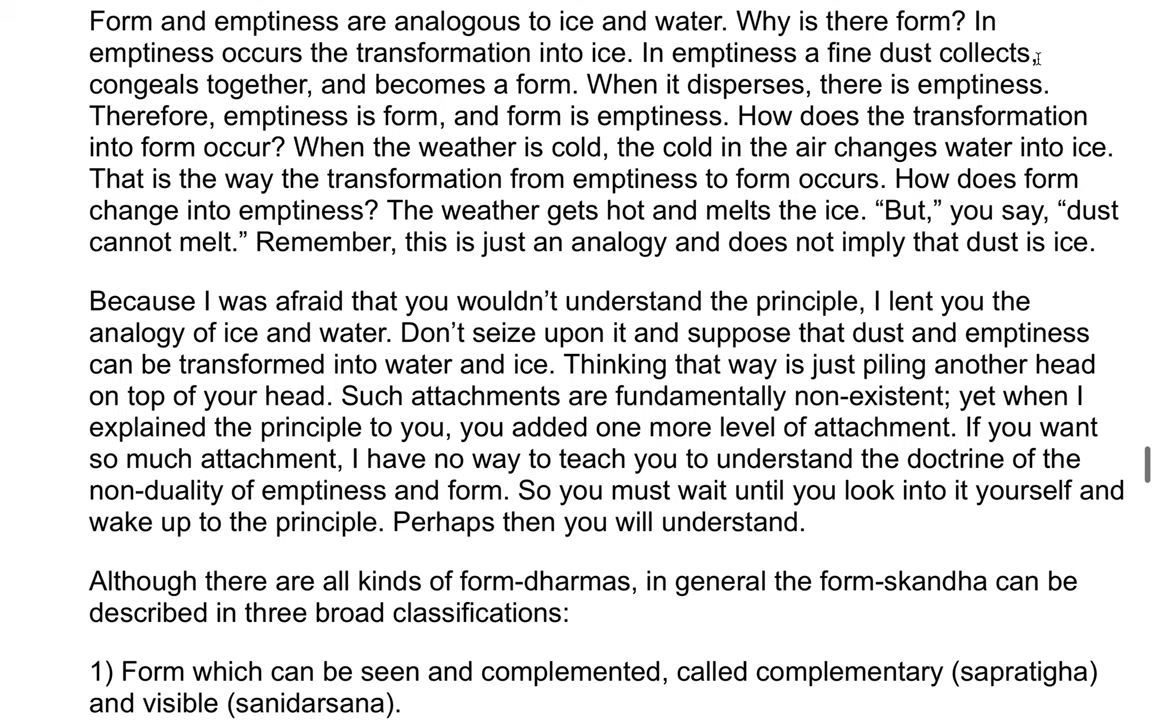 Form and emptiness are analogous to ice and water. Why is there form? In
emptiness occurs the transformation into ice. In emptiness a fine dust collects,
congeals together, and becomes a form. When it disperses, there is emptiness.
Therefore, emptiness is form, and form is emptiness. How does the transformation
into form occur? When the weather is cold, the cold in the air changes water into ice.
That is the way the transformation from emptiness to form occurs. How does form
change into emptiness? The weather gets hot and melts the ice. “But,” you say, “dust
cannot melt.” Remember, this is just an analogy and does not imply that dust is ice.
Because I was afraid that you wouldn’t understand the principle, I lent you the
analogy of ice and water. Don’t seize upon it and suppose that dust and emptiness
can be transformed into water and ice. Thinking that way is just piling another head
on top of your head. Such attachments are fundamentally non-existent; yet when I
explained the principle to you, you added one more level of attachment. If you want
so much attachment, I have no way to teach you to understand the doctrine of the
non-duality of emptiness and form. So you must wait until you look into it yourself and
wake up to the principle. Perhaps then you will understand.
Although there are all kinds of form-dharmas, in general the form-skandha can be
described in three broad classifications:
1) Form which can be seen and complemented, called complementary (sapratigha)
and visible (sanidarsana).